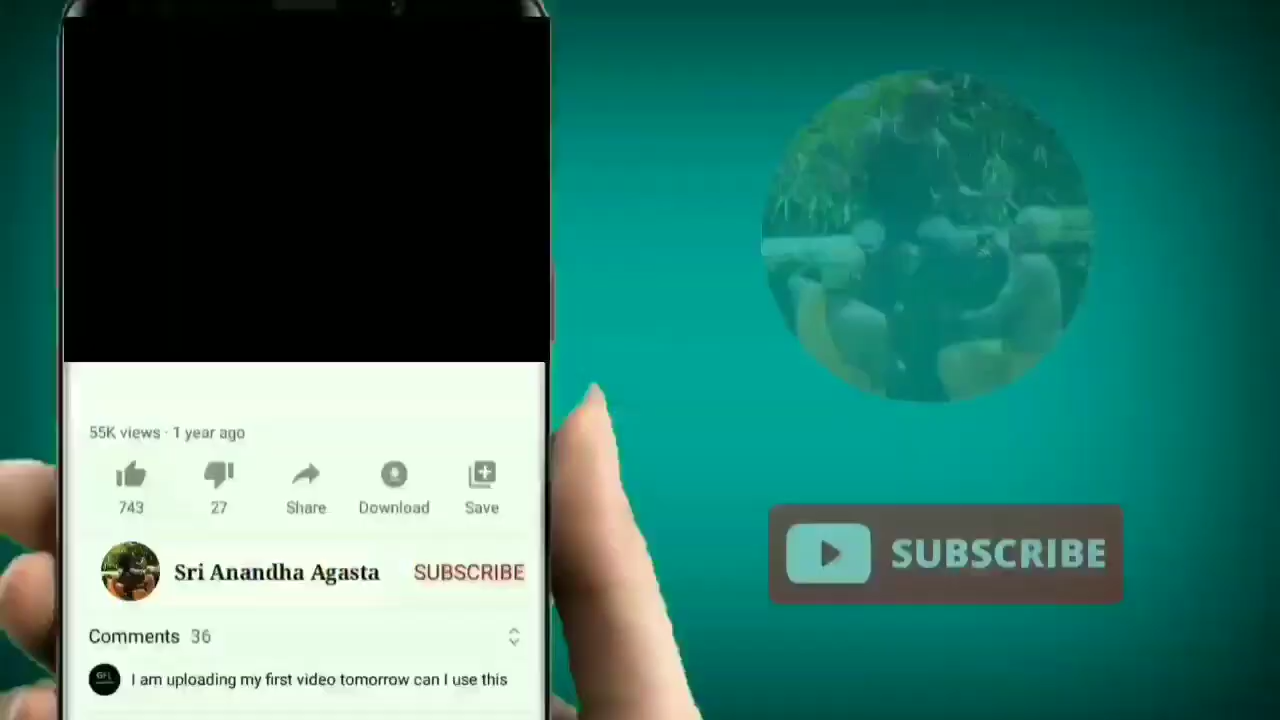 55K views · 1 year ago
743 27 Share Download Save
Sri Anandha Agasta SUBSCRIBE
Comments 36
GFL
I am uploading my first video tomorrow can I use this
SUBSCRIBE